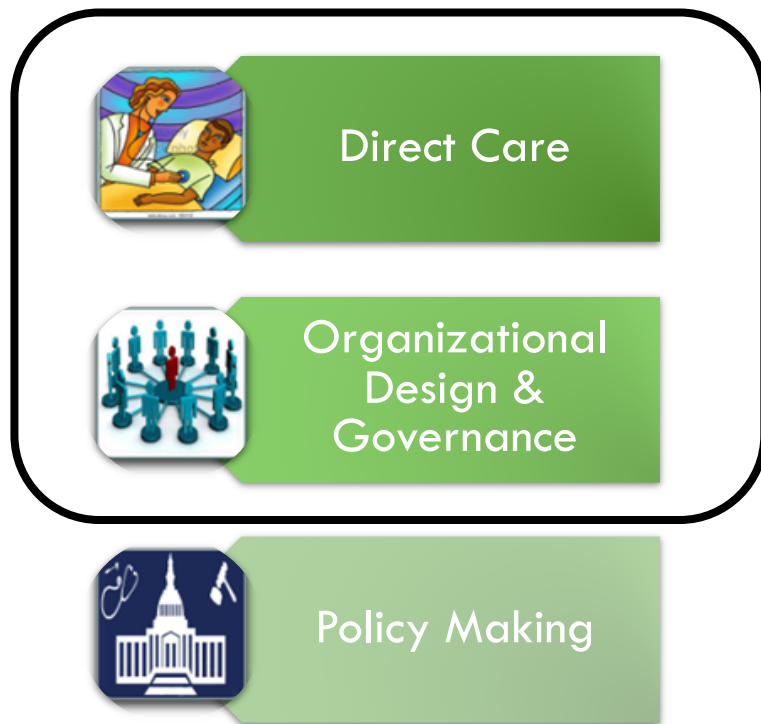 Direct Care
Organizational
Design &
Governance
Policy Making